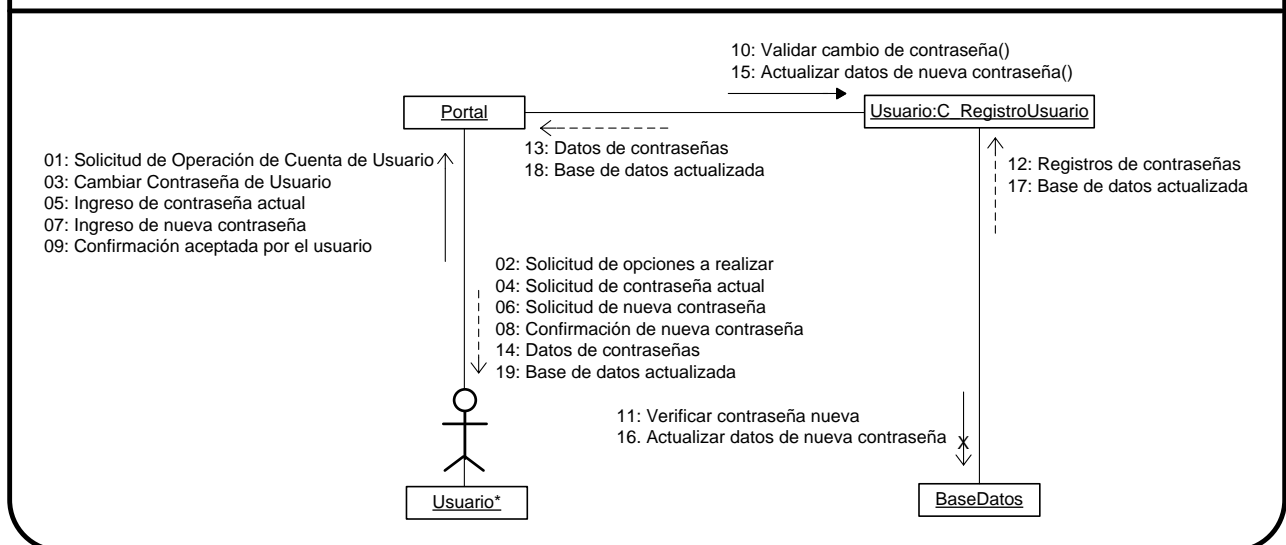 10: Validar cambio de contraseña()
15: Actualizar datos de nueva contraseña()
Portal
Usuario:C_RegistroUsuario
13: Datos de contraseñas
18: Base de datos actualizada
12: Registros de contraseñas
17: Base de datos actualizada
01: Solicitud de Operación de Cuenta de Usuario
03: Cambiar Contraseña de Usuario
05: Ingreso de contraseña actual
07: Ingreso de nueva contraseña
09: Confirmación aceptada por el usuario
02: Solicitud de opciones a realizar
04: Solicitud de contraseña actual
06: Solicitud de nueva contraseña
08: Confirmación de nueva contraseña
14: Datos de contraseñas
19: Base de datos actualizada
11: Verificar contraseña nueva
16. Actualizar datos de nueva contraseña
X
Usuario*
BaseDatos